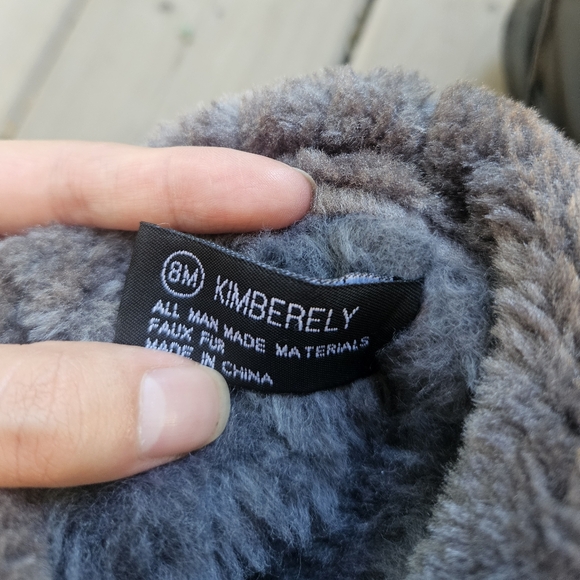 8M KIMBERELY
ALL MAN MADE MATERIALS
FAUX FUR
MADE IN CHINA